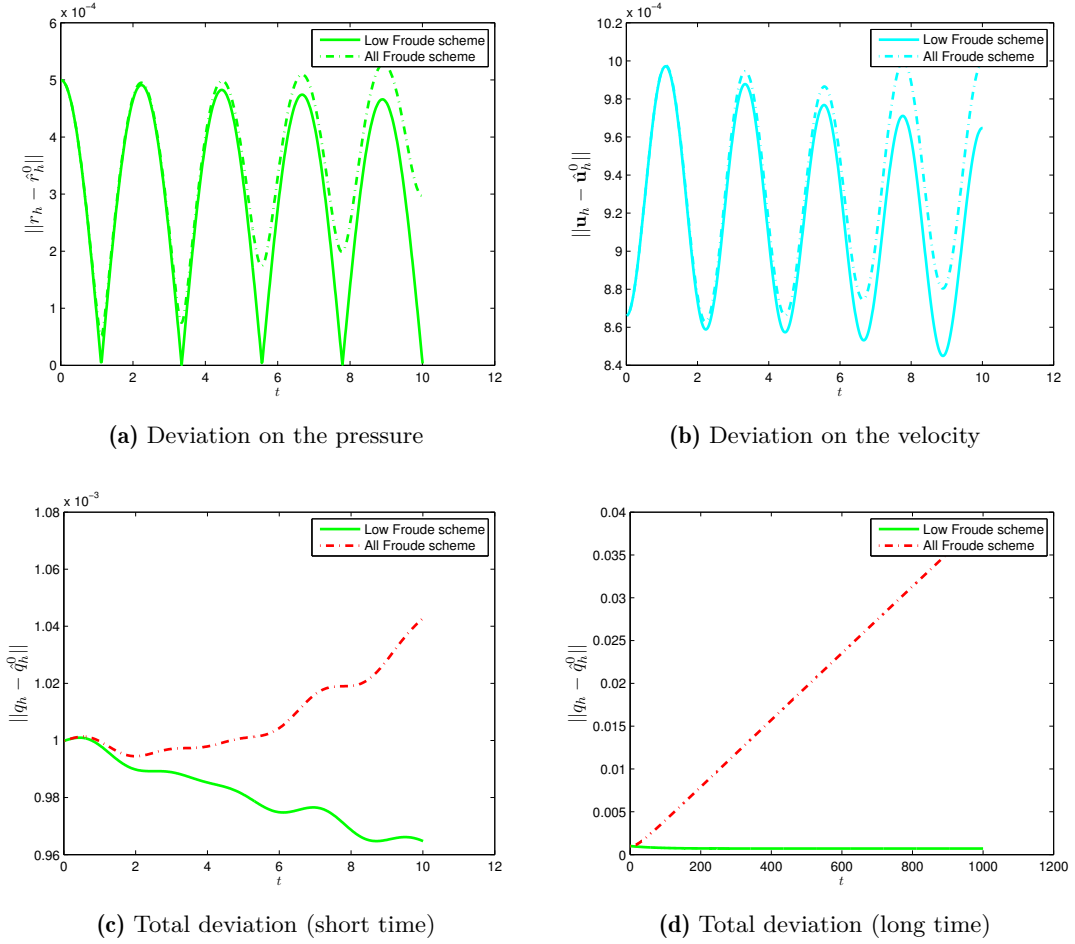 x 10⁻⁴
6
5
4
3
2
1
0
0 2 4 6 8 10 12
t
||r_h − r̂_h^0||
Low Froude scheme
All Froude scheme
(a) Deviation on the pressure
x 10⁻⁴
10.2
10
9.8
9.6
9.4
9.2
9
8.8
8.6
8.4
0 2 4 6 8 10 12
t
||𝐮_h − 𝐮̂_h^0||
Low Froude scheme
All Froude scheme
(b) Deviation on the velocity
x 10⁻³
1.08
1.06
1.04
1.02
1
0.98
0.96
0 2 4 6 8 10 12
t
||q_h − q̂_h^0||
Low Froude scheme
All Froude scheme
(c) Total deviation (short time)
0.04
0.035
0.03
0.025
0.02
0.015
0.01
0.005
0
0 200 400 600 800 1000 1200
t
||q_h − q̂_h^0||
Low Froude scheme
All Froude scheme
(d) Total deviation (long time)